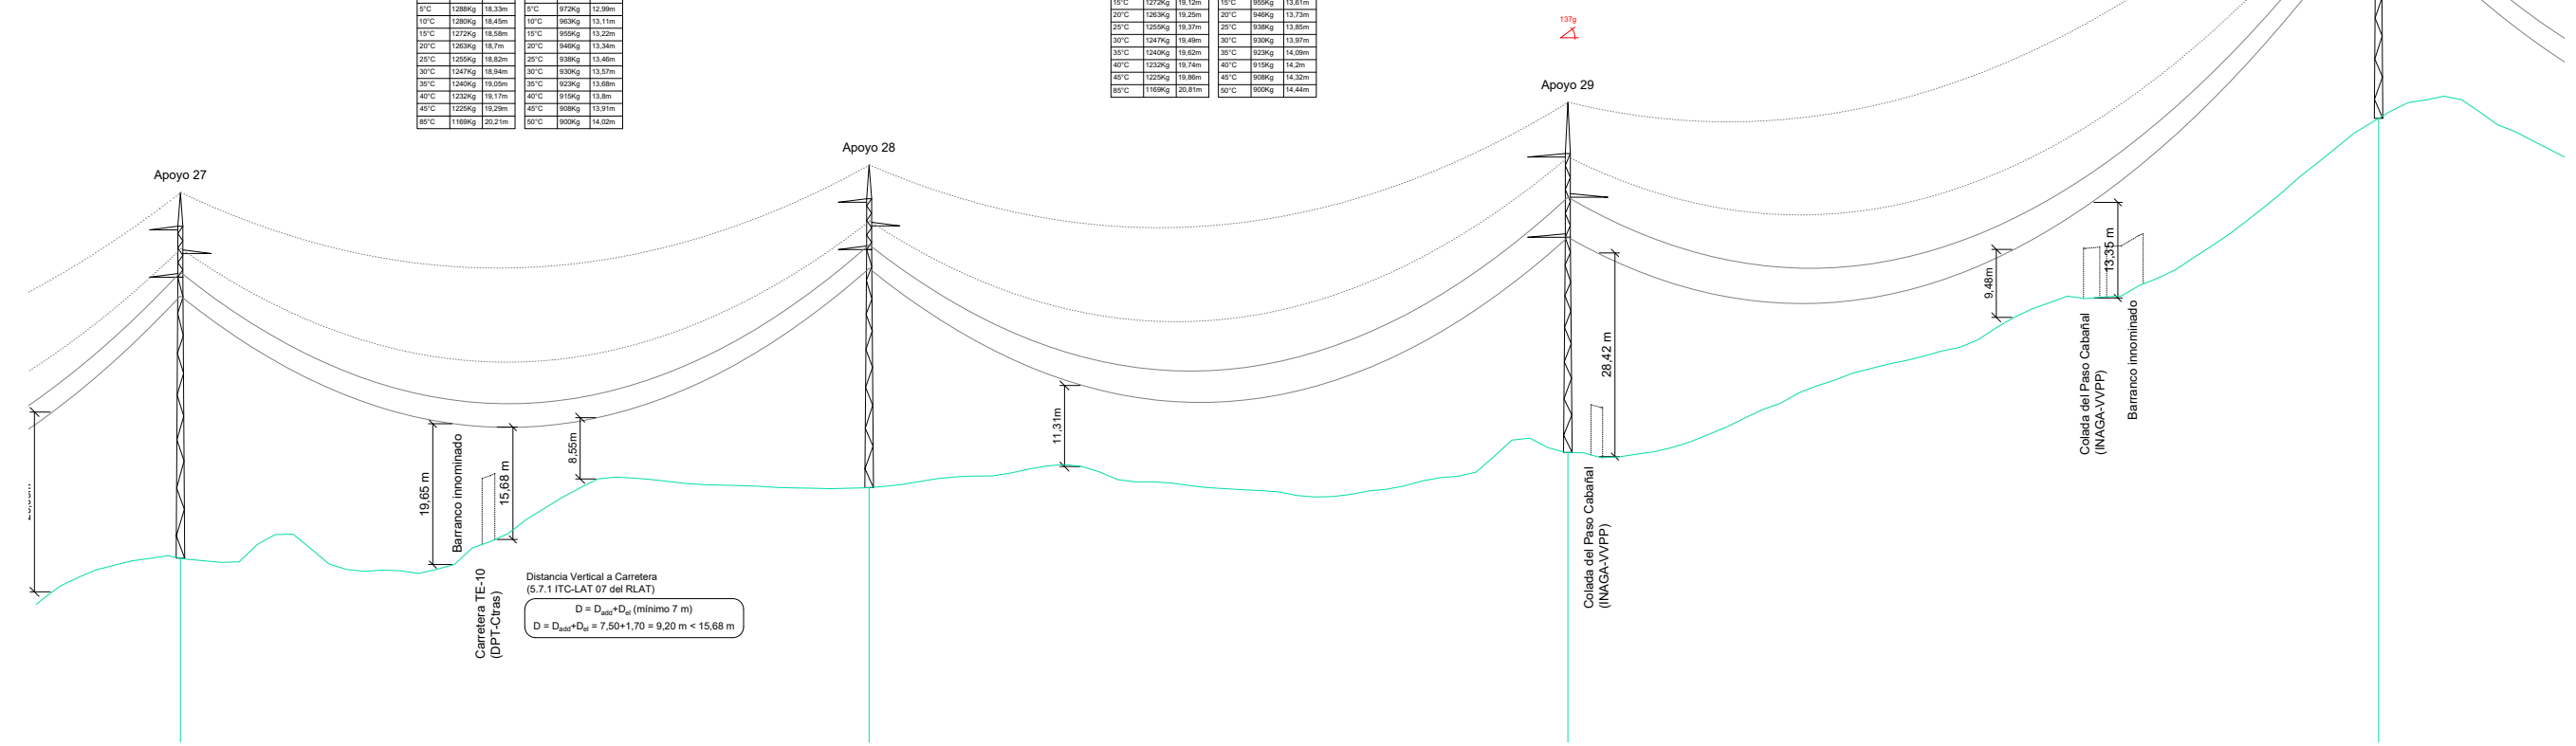 5°C 1288Kg 18,33m 5°C 972Kg 12,99m
10°C 1280Kg 18,45m 10°C 963Kg 13,11m
15°C 1272Kg 18,58m 15°C 955Kg 13,22m
20°C 1263Kg 18,7m 20°C 946Kg 13,34m
25°C 1255Kg 18,82m 25°C 938Kg 13,46m
30°C 1247Kg 18,94m 30°C 930Kg 13,57m
35°C 1240Kg 19,05m 35°C 923Kg 13,68m
40°C 1232Kg 19,17m 40°C 915Kg 13,8m
45°C 1225Kg 19,29m 45°C 908Kg 13,91m
85°C 1169Kg 20,21m 50°C 900Kg 14,02m
15°C 1272Kg 19,12m 15°C 955Kg 13,61m
20°C 1263Kg 19,25m 20°C 946Kg 13,73m
25°C 1255Kg 19,37m 25°C 938Kg 13,85m
30°C 1247Kg 19,49m 30°C 930Kg 13,97m
35°C 1240Kg 19,62m 35°C 923Kg 14,09m
40°C 1232Kg 19,74m 40°C 915Kg 14,2m
45°C 1225Kg 19,86m 45°C 908Kg 14,32m
85°C 1169Kg 20,81m 50°C 900Kg 14,44m
137g
Apoyo 27
Apoyo 28
Apoyo 29
19,65 m
Barranco innominado
15,68 m
8,55m
11,31m
28,42 m
9,48m
13,35 m
Carretera TE-10
(DPT-Ctras)
Distancia Vertical a Carretera
(5.7.1 ITC-LAT 07 del RLAT)
D = Dadd+Del (mínimo 7 m)
D = Dadd+Del = 7,50+1,70 = 9,20 m < 15,68 m
Colada del Paso Cabañal
(INAGA-VVPP)
Colada del Paso Cabañal
(INAGA-VVPP)
Barranco innominado